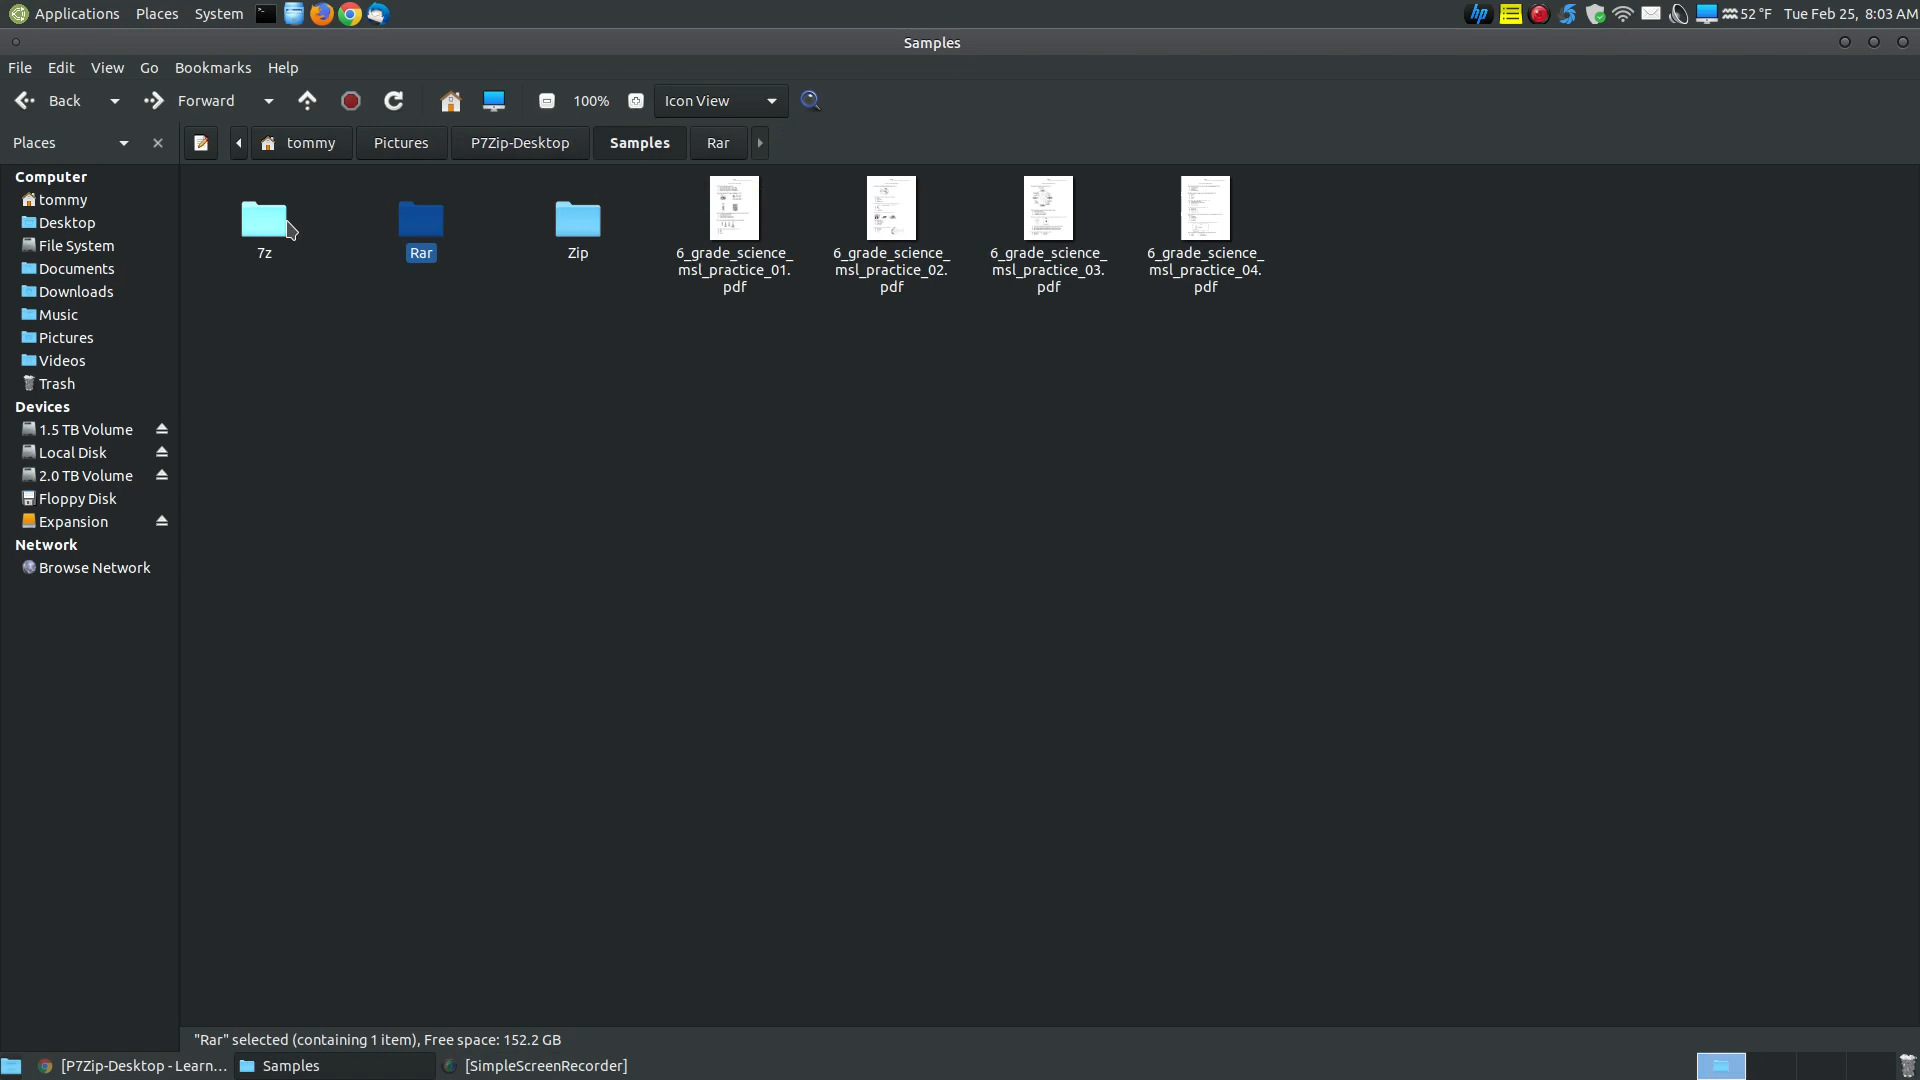 Applications Places System
hp
52 °F Tue Feb 25, 8:03 AM
Samples
File Edit View Go Bookmarks Help
Back Forward 100% Icon View
Places tommy Pictures P7Zip-Desktop Samples Rar
Computer
tommy
Desktop
File System
Documents
Downloads
Music
Pictures
Videos
Trash
Devices
1.5 TB Volume
Local Disk
2.0 TB Volume
Floppy Disk
Expansion
Network
Browse Network
7z
Rar
Zip
6_grade_science_
msl_practice_01.
pdf
6_grade_science_
msl_practice_02.
pdf
6_grade_science_
msl_practice_03.
pdf
6_grade_science_
msl_practice_04.
pdf
"Rar" selected (containing 1 item), Free space: 152.2 GB
[P7Zip-Desktop - Learn... Samples [SimpleScreenRecorder]